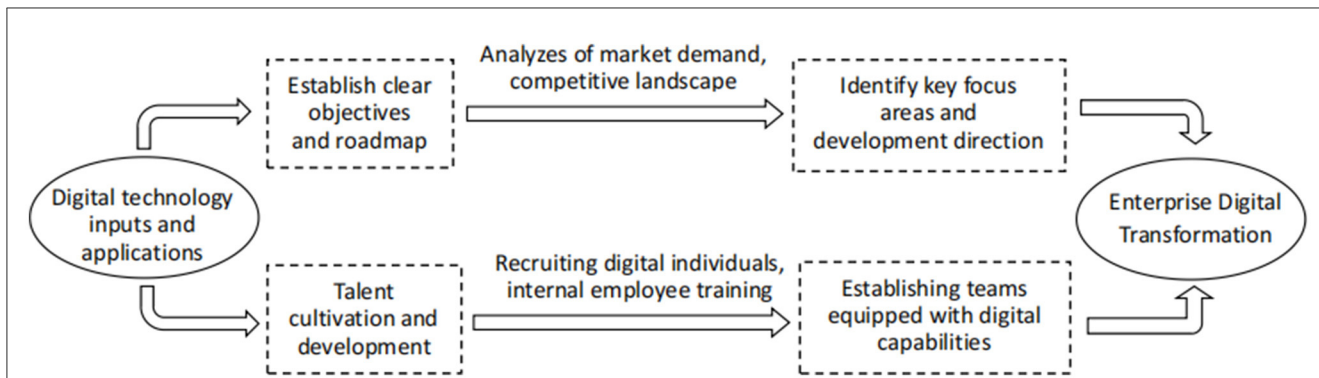 Digital technology
inputs and
applications
Establish clear
objectives
and roadmap
Analyzes of market demand,
competitive landscape
Identify key focus
areas and
development direction
Talent
cultivation and
development
Recruiting digital individuals,
internal employee training
Establishing teams
equipped with digital
capabilities
Enterprise Digital
Transformation